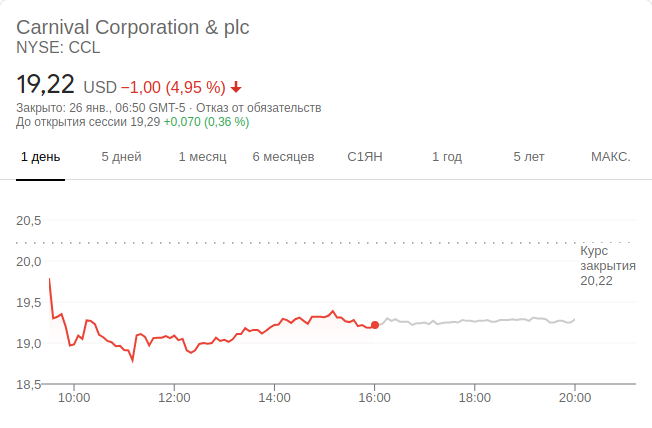 Carnival Corporation & plc
NYSE: CCL
19,22 USD −1,00 (4,95 %)
Закрыто: 26 янв., 06:50 GMT-5 · Отказ от обязательств
До открытия сессии 19,29 +0,070 (0,36 %)
1 день 5 дней 1 месяц 6 месяцев С1ЯН 1 год 5 лет МАКС.
20,5
Курс
закрытия
20,22
20,0
19,5
19,0
18,5
10:00 12:00 14:00 16:00 18:00 20:00